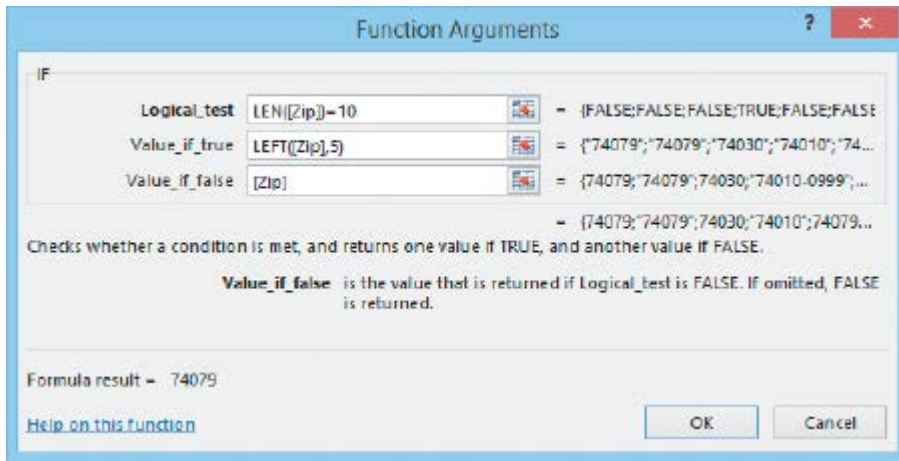 Function Arguments ? ×
IF
Logical_test LEN([Zip])=10 = {FALSE;FALSE;FALSE;TRUE;FALSE;FALSE
Value_if_true LEFT([Zip],5) = {"74079";"74079";"74030";"74010";"74...
Value_if_false [Zip] = {74079;"74079";74030;"74010-0999";...
= {74079;"74079";74030;"74010";74079...
Checks whether a condition is met, and returns one value if TRUE, and another value if FALSE.
Value_if_false is the value that is returned if Logical_test is FALSE. If omitted, FALSE
is returned.
Formula result = 74079
Help on this function OK Cancel